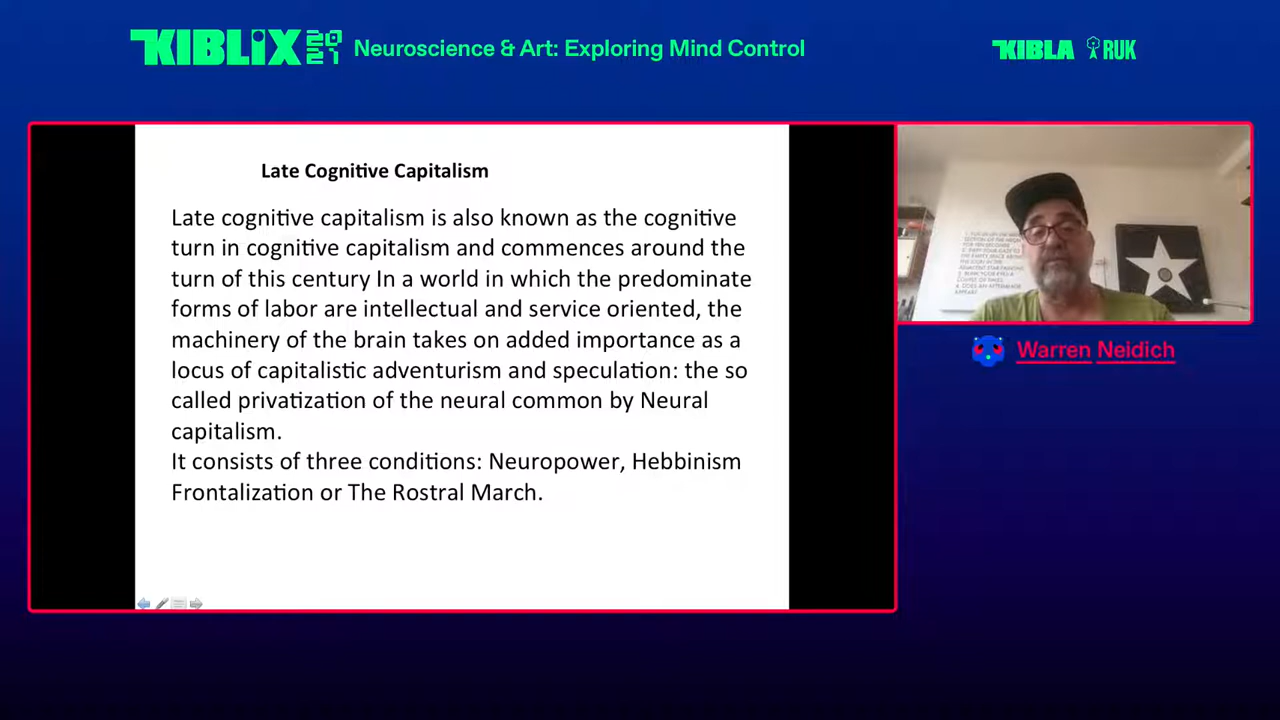 KIBLIX 2021 Neuroscience & Art: Exploring Mind Control
KIBLA RUK
Late Cognitive Capitalism
Late cognitive capitalism is also known as the cognitive
turn in cognitive capitalism and commences around the
turn of this century In a world in which the predominate
forms of labor are intellectual and service oriented, the
machinery of the brain takes on added importance as a
locus of capitalistic adventurism and speculation: the so
called privatization of the neural common by Neural
capitalism.
It consists of three conditions: Neuropower, Hebbinism
Frontalization or The Rostral March.
Warren Neidich